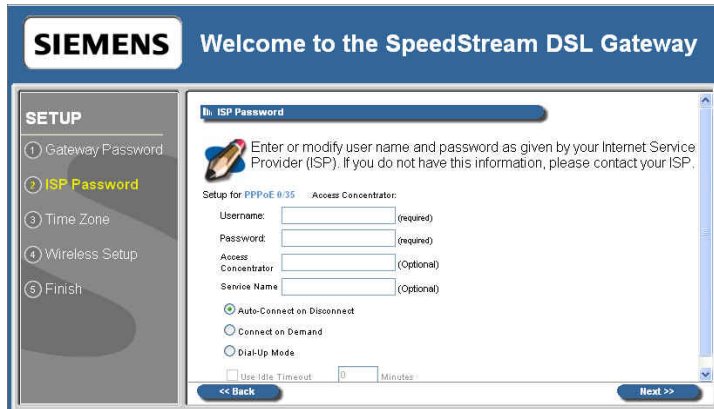 SIEMENS
Welcome to the SpeedStream DSL Gateway
SETUP
1 Gateway Password
2 ISP Password
3 Time Zone
4 Wireless Setup
5 Finish
ISP Password
Enter or modify user name and password as given by your Internet Service
Provider (ISP). If you do not have this information, please contact your ISP.
Setup for PPPoE 0/35 Access Concentrator:
Username: (required)
Password: (required)
Access
Concentrator (Optional)
Service Name (Optional)
Auto-Connect on Disconnect
Connect on Demand
Dial-Up Mode
Use Idle Timeout 0 Minutes
<< Back
Next >>